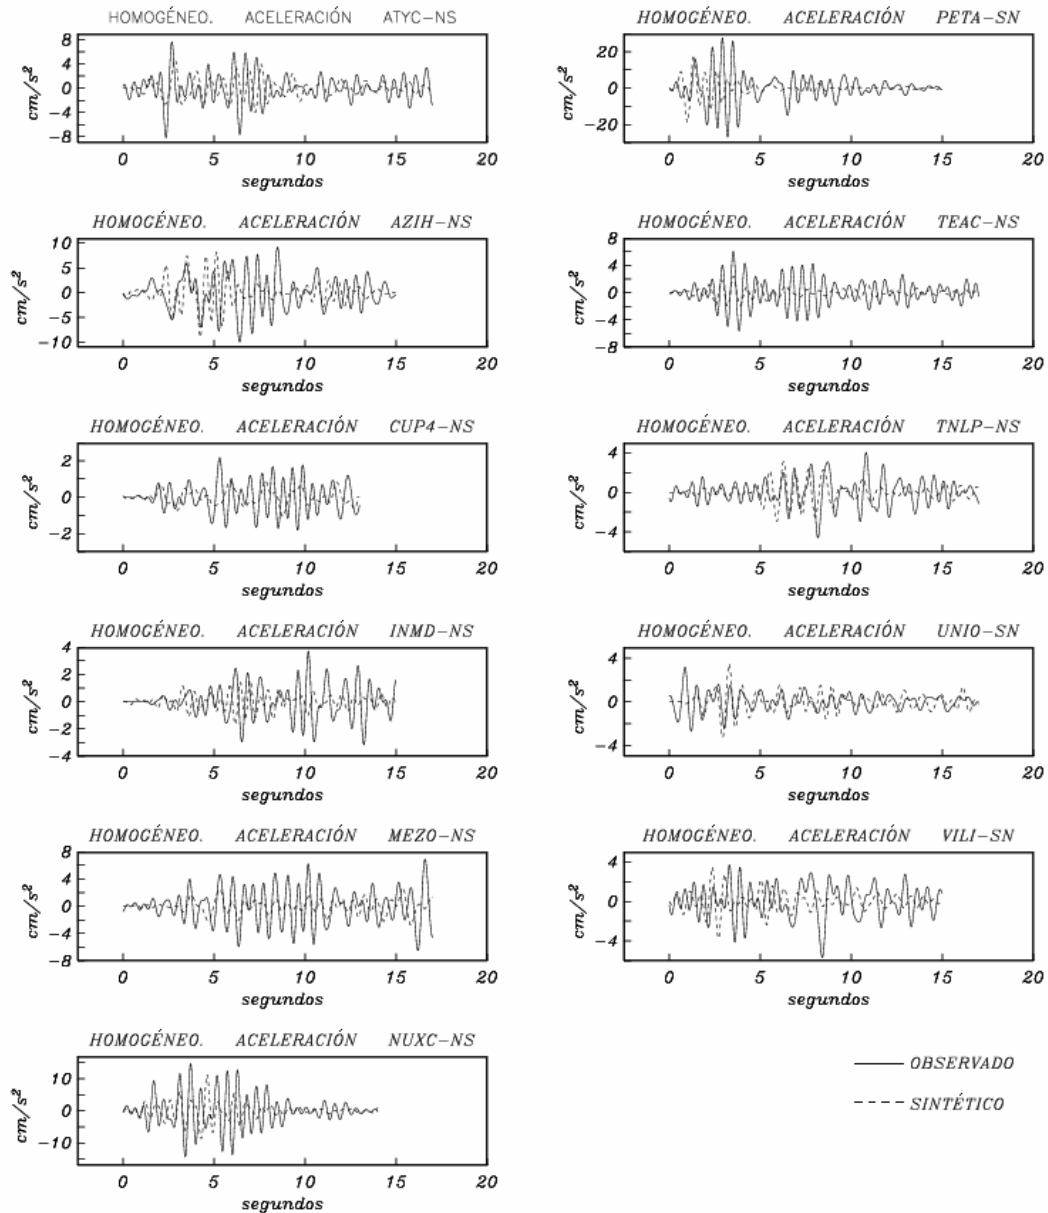 HOMOGÉNEO. ACELERACIÓN ATYC-NS
8
4
0
-4
-8
cm/s²
0 5 10 15 20
segundos
HOMOGÉNEO. ACELERACIÓN PETA-SN
20
0
-20
cm/s²
0 5 10 15 20
segundos
HOMOGÉNEO. ACELERACIÓN AZIH-NS
10
5
0
-5
-10
cm/s²
0 5 10 15 20
segundos
HOMOGÉNEO. ACELERACIÓN TEAC-NS
8
4
0
-4
-8
cm/s²
0 5 10 15 20
segundos
HOMOGÉNEO. ACELERACIÓN CUP4-NS
2
0
-2
cm/s²
0 5 10 15 20
segundos
HOMOGÉNEO. ACELERACIÓN TNLP-NS
4
0
-4
cm/s²
0 5 10 15 20
segundos
HOMOGÉNEO. ACELERACIÓN INMD-NS
4
2
0
-2
-4
cm/s²
0 5 10 15 20
segundos
HOMOGÉNEO. ACELERACIÓN UNIO-SN
4
0
-4
cm/s²
0 5 10 15 20
segundos
HOMOGÉNEO. ACELERACIÓN MEZO-NS
8
4
0
-4
-8
cm/s²
0 5 10 15 20
segundos
HOMOGÉNEO. ACELERACIÓN VILI-SN
4
0
-4
cm/s²
0 5 10 15 20
segundos
HOMOGÉNEO. ACELERACIÓN NUXC-NS
10
0
-10
cm/s²
0 5 10 15 20
segundos
OBSERVADO
SINTÉTICO